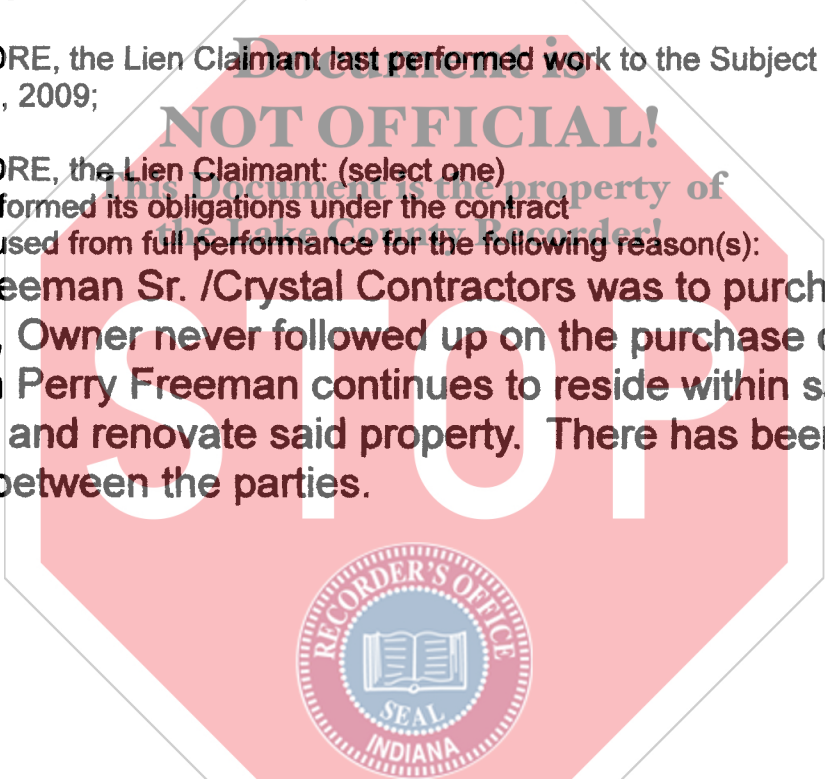 ORE, the Lien Claimant last performed work to the Subject
, 2009;
Document is
NOT OFFICIAL!
This Document is the property of
the Lake County Recorder!
ORE, the Lien Claimant: (select one)
formed its obligations under the contract
used from full performance for the following reason(s):
eeman Sr. /Crystal Contractors was to purch
, Owner never followed up on the purchase
Perry Freeman continues to reside within s
and renovate said property.  There has been
between the parties.
STOP
RECORDER'S OFFICE
SEAL
INDIANA